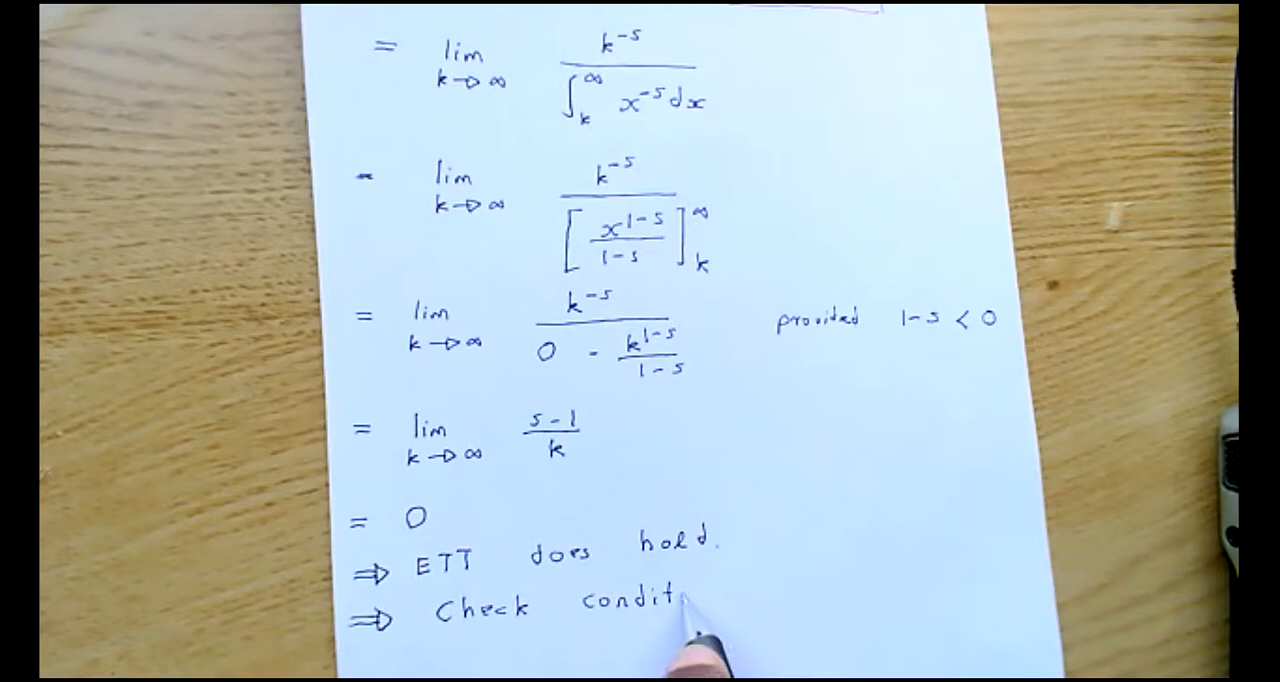 = lim k→∞ k^{-s} / ∫_k^∞ x^{-s} dx
= lim k→∞ k^{-s} / [ x^{1-s} / 1-s ]_k^∞
= lim k→∞ k^{-s} / 0 - k^{1-s} / 1-s provided 1-s < 0
= lim k→∞ s-1 / k
= 0
⇒ ETT does hold.
⇒ Check condit